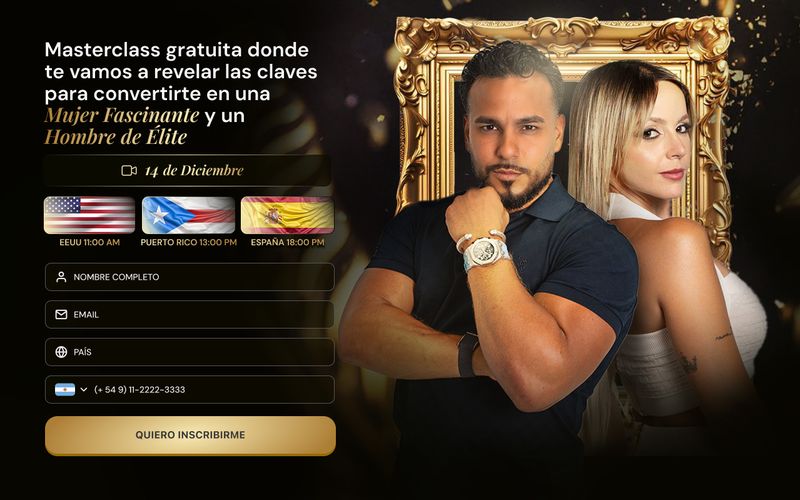 Masterclass gratuita donde
te vamos a revelar las claves
para convertirte en una
Mujer Fascinante y un
Hombre de Élite
14 de Diciembre
EEUU 11:00 AM
PUERTO RICO 13:00 PM
ESPAÑA 18:00 PM
NOMBRE COMPLETO
EMAIL
PAÍS
(+ 54 9) 11-2222-3333
QUIERO INSCRIBIRME